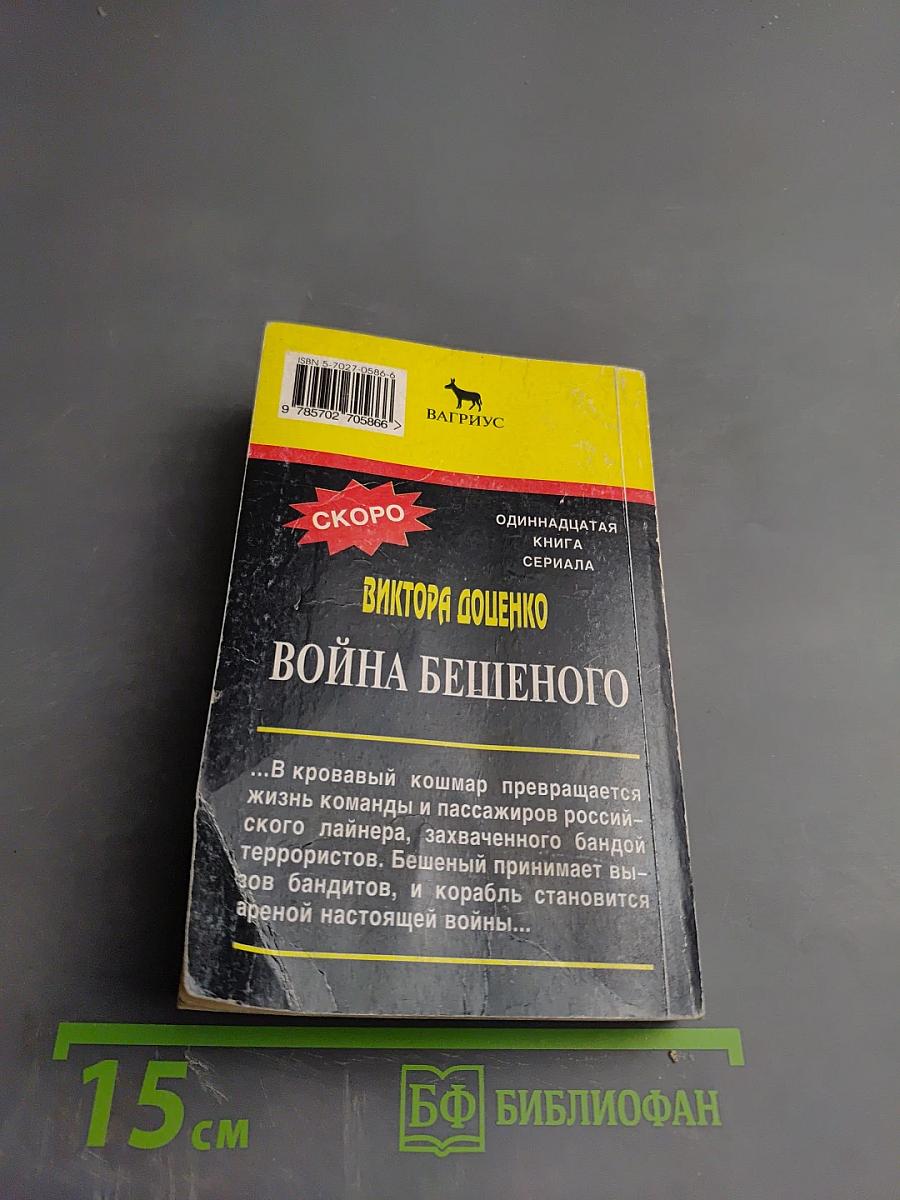 ISBN 5-7027-0586-6
9 785702 705866 >
ВАГРИУС
СКОРО
ОДИННАДЦАТАЯ
КНИГА
СЕРИАЛА
ВИКТОРА ДОЦЕНКО
ВОЙНА БЕШЕНОГО
...В кровавый кошмар превращается
жизнь команды и пассажиров россий-
ского лайнера, захваченного бандой
террористов. Бешеный принимает вы-
зов бандитов, и корабль становится
ареной настоящей войны...
15 см
БФ БИБЛИОФАН